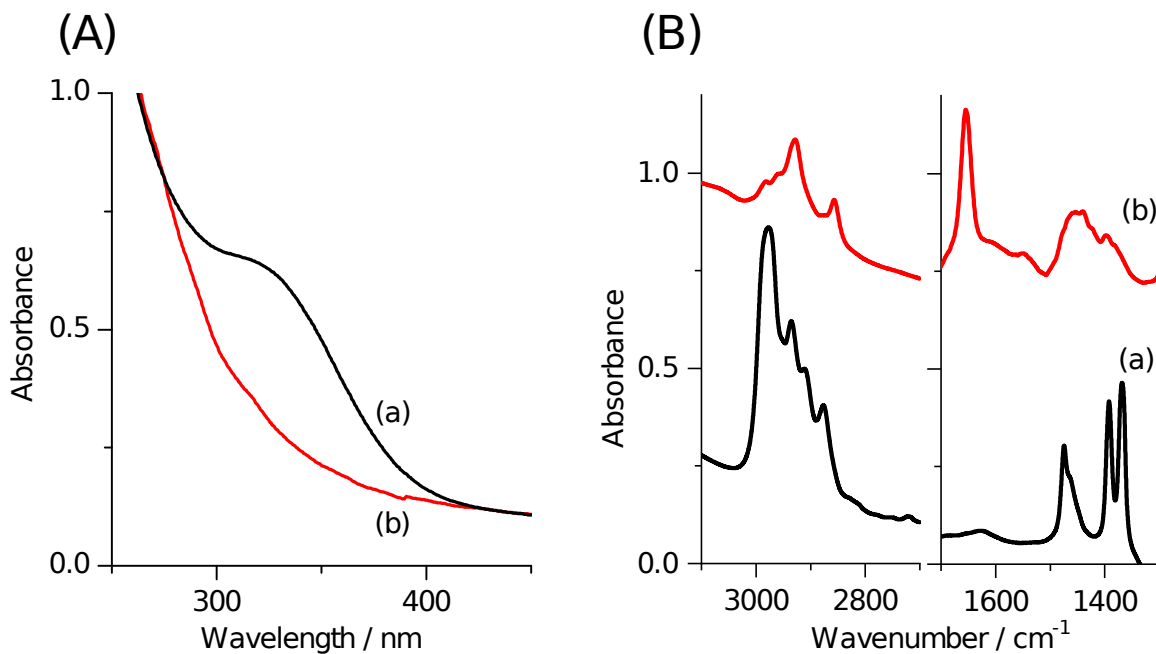 (A)
1.0
0.5
0.0
Absorbance
(a)
(b)
300
400
Wavelength / nm
(B)
1.0
0.5
0.0
Absorbance
(b)
(a)
3000
2800
1600
1400
Wavenumber / cm⁻¹